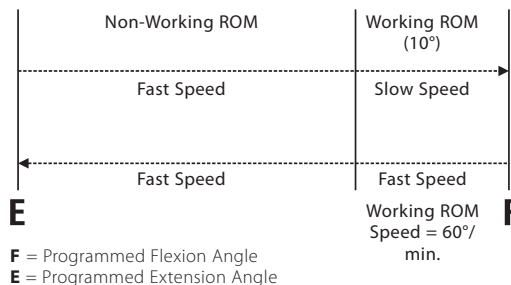 Non-Working ROM
Working ROM
(10°)
Fast Speed
Slow Speed
Fast Speed
Fast Speed
E
F
Working ROM
Speed = 60°/
min.
F = Programmed Flexion Angle
E = Programmed Extension Angle